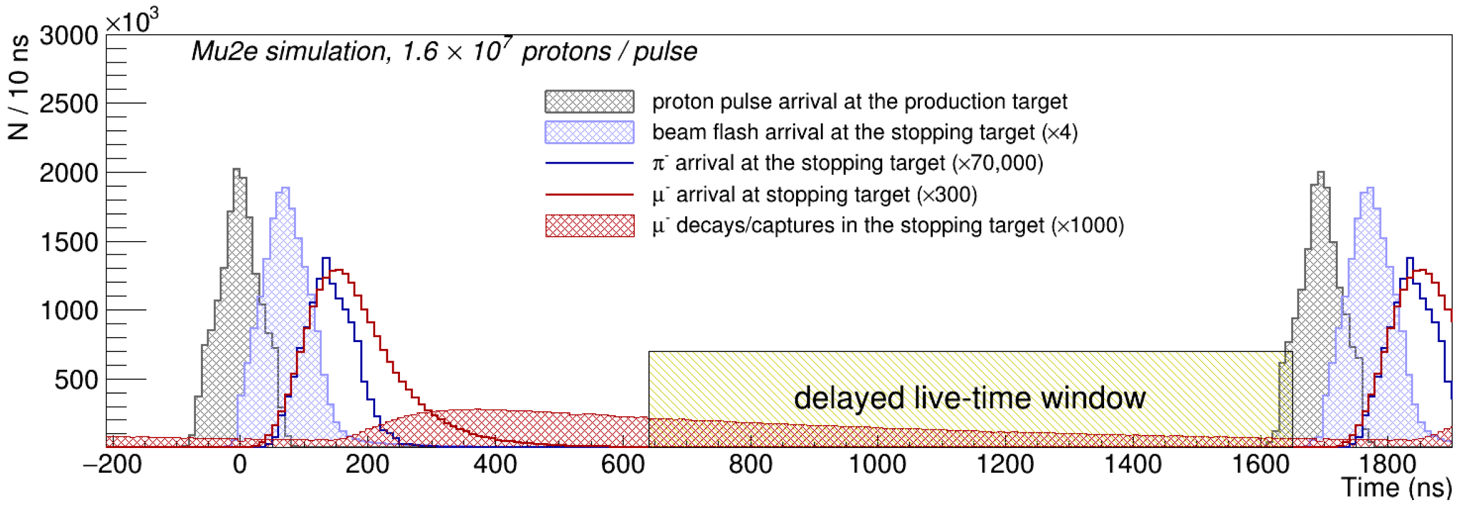 ×10³
3000
2500
2000
1500
1000
500
N / 10 ns
Mu2e simulation, 1.6 × 10⁷ protons / pulse
proton pulse arrival at the production target
beam flash arrival at the stopping target (×4)
π⁻ arrival at the stopping target (×70,000)
μ⁻ arrival at stopping target (×300)
μ⁻ decays/captures in the stopping target (×1000)
delayed live-time window
−200 0 200 400 600 800 1000 1200 1400 1600 1800
Time (ns)